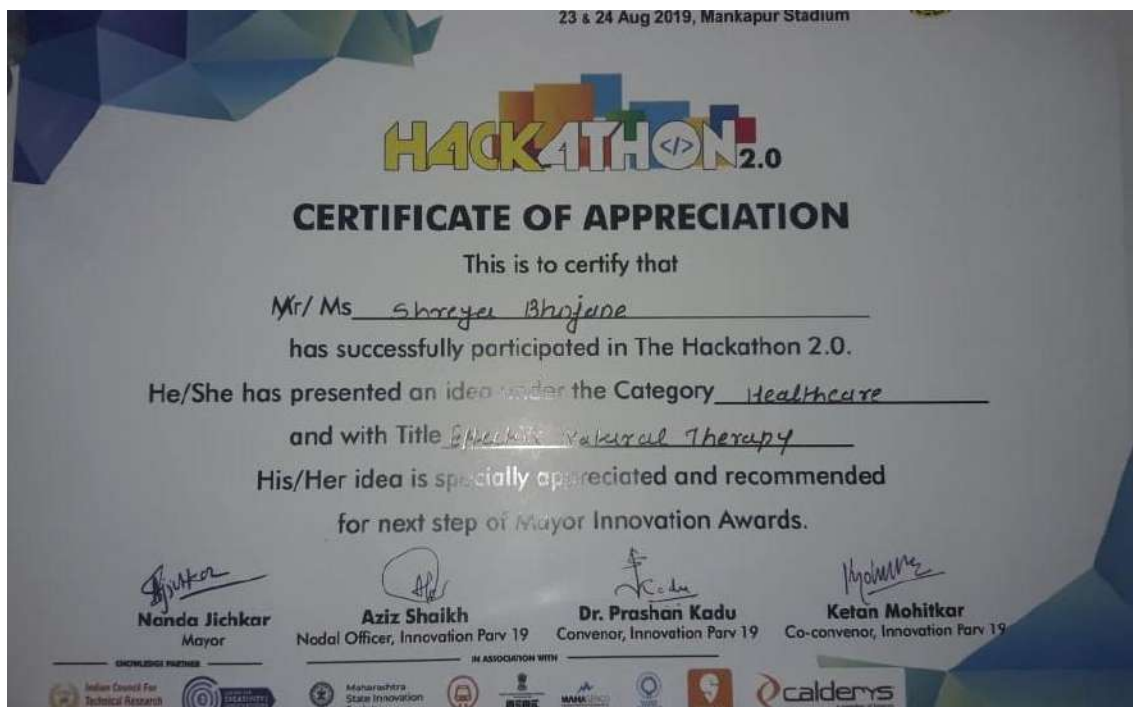 23 & 24 Aug 2019, Mankapur Stadium
HACKATHON </> 2.0
CERTIFICATE OF APPRECIATION
This is to certify that
Mr/ Ms Shreya Bhojane
has successfully participated in The Hackathon 2.0.
He/She has presented an idea under the Category Healthcare
and with Title Natural Therapy
His/Her idea is specially appreciated and recommended
for next step of Mayor Innovation Awards.
Nanda Jichkar Aziz Shaikh Dr. Prashan Kadu Ketan Mohitkar
Mayor Nodal Officer, Innovation Parv 19 Convenor, Innovation Parv 19 Co-convenor, Innovation Parv 19
KNOWLEDGE PARTNER IN ASSOCIATION WITH
Indian Council For Maharashtra calderys
Technical Research State Innovation